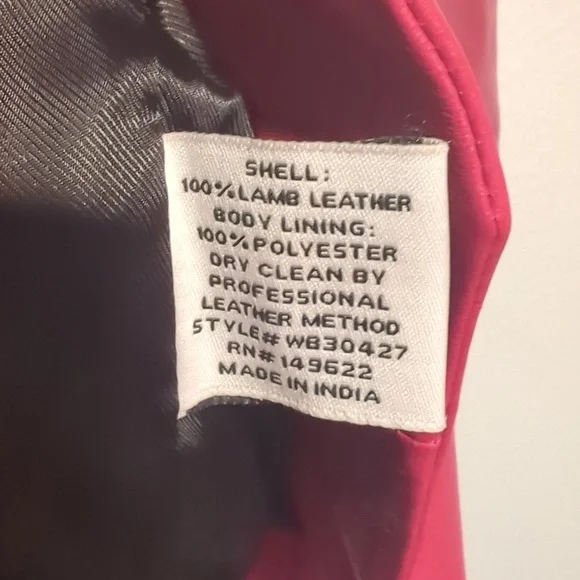 SHELL:
100% LAMB LEATHER
BODY LINING:
100% POLYESTER
DRY CLEAN BY
PROFESSIONAL
LEATHER METHOD
STYLE# WB30427
RN# 149622
MADE IN INDIA